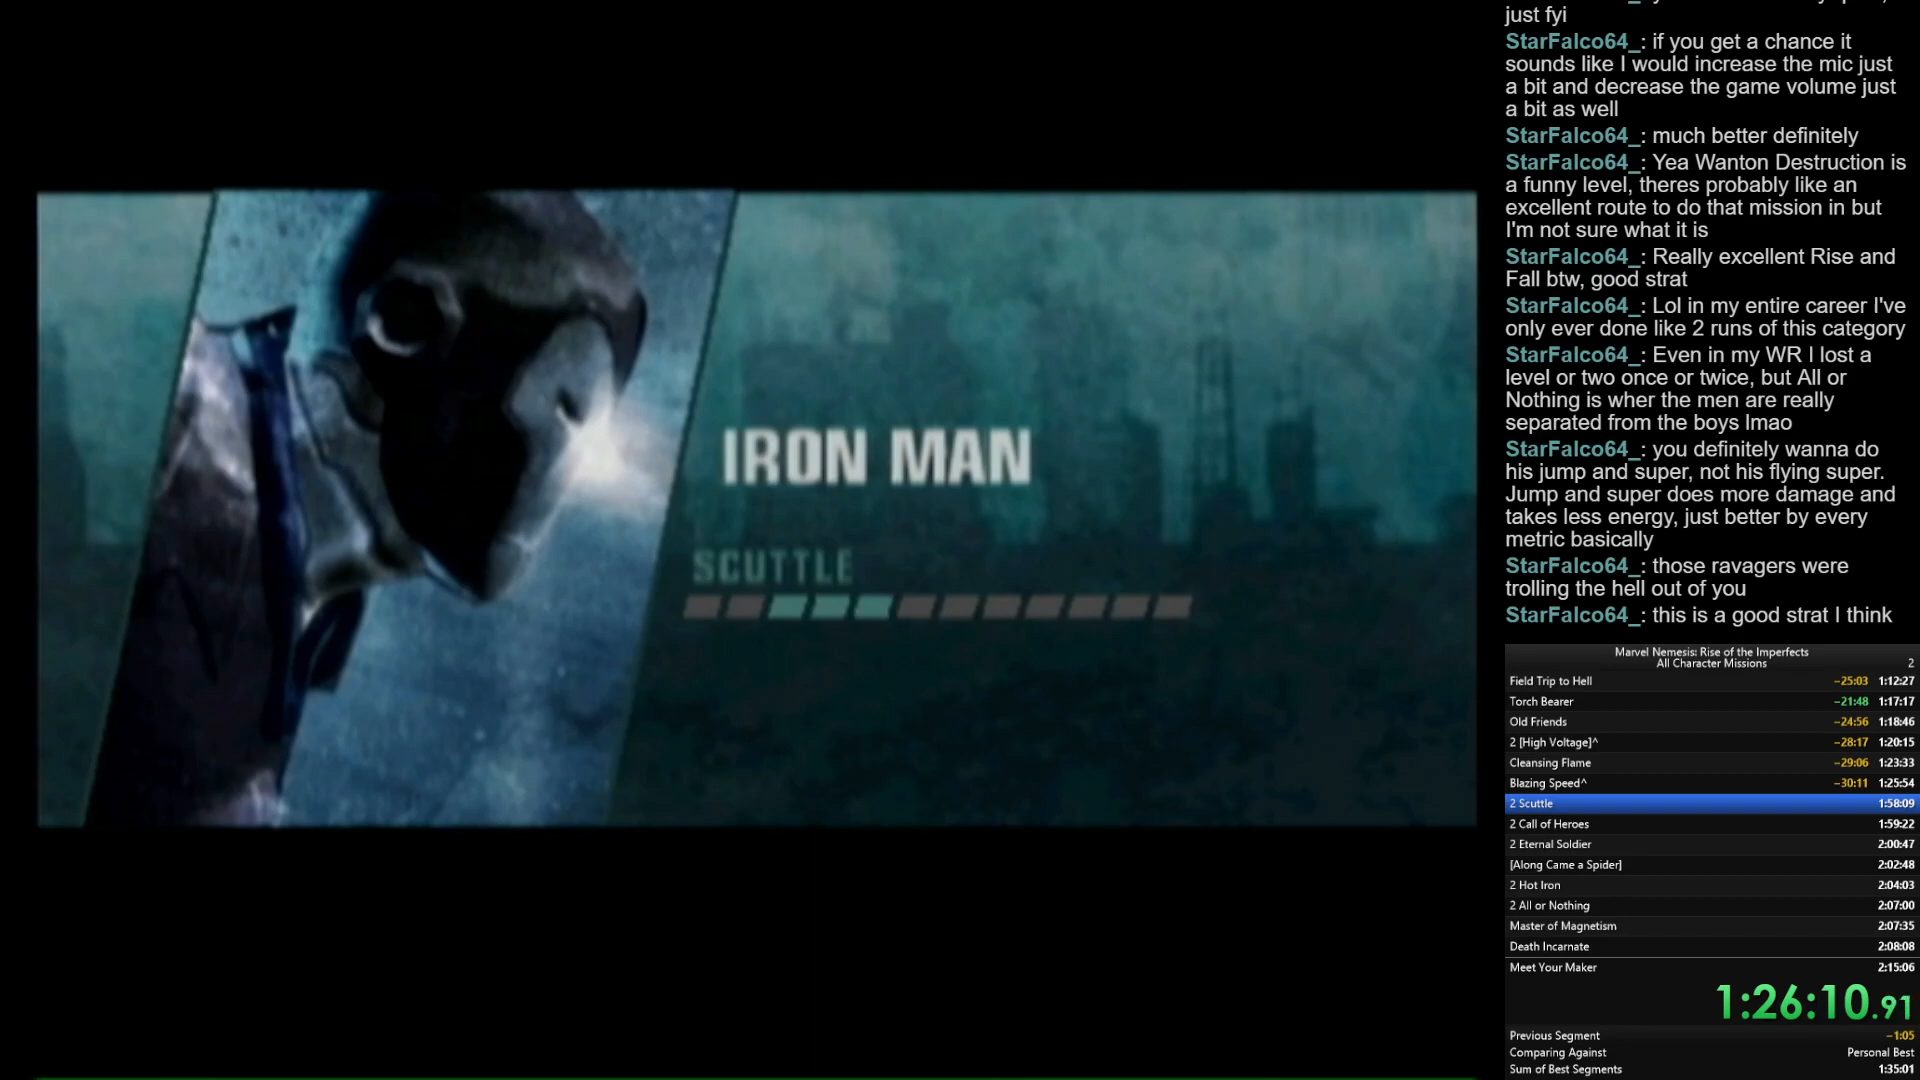 IRON MAN
SCUTTLE
just fyi
StarFalco64_: if you get a chance it
sounds like I would increase the mic just
a bit and decrease the game volume just
a bit as well
StarFalco64_: much better definitely
StarFalco64_: Yea Wanton Destruction is
a funny level, theres probably like an
excellent route to do that mission in but
I'm not sure what it is
StarFalco64_: Really excellent Rise and
Fall btw, good strat
StarFalco64_: Lol in my entire career I've
only ever done like 2 runs of this category
StarFalco64_: Even in my WR I lost a
level or two once or twice, but All or
Nothing is wher the men are really
separated from the boys lmao
StarFalco64_: you definitely wanna do
his jump and super, not his flying super.
Jump and super does more damage and
takes less energy, just better by every
metric basically
StarFalco64_: those ravagers were
trolling the hell out of you
StarFalco64_: this is a good strat I think
Marvel Nemesis: Rise of the Imperfects
All Character Missions 2
Field Trip to Hell −25:03 1:12:27
Torch Bearer −21:48 1:17:17
Old Friends −24:56 1:18:46
2 [High Voltage]^ −28:17 1:20:15
Cleansing Flame −29:06 1:23:33
Blazing Speed^ −30:11 1:25:54
2 Scuttle 1:58:09
2 Call of Heroes 1:59:22
2 Eternal Soldier 2:00:47
[Along Came a Spider] 2:02:48
2 Hot Iron 2:04:03
2 All or Nothing 2:07:00
Master of Magnetism 2:07:35
Death Incarnate 2:08:08
Meet Your Maker 2:15:06
1:26:10.91
Previous Segment −1:05
Comparing Against Personal Best
Sum of Best Segments 1:35:01